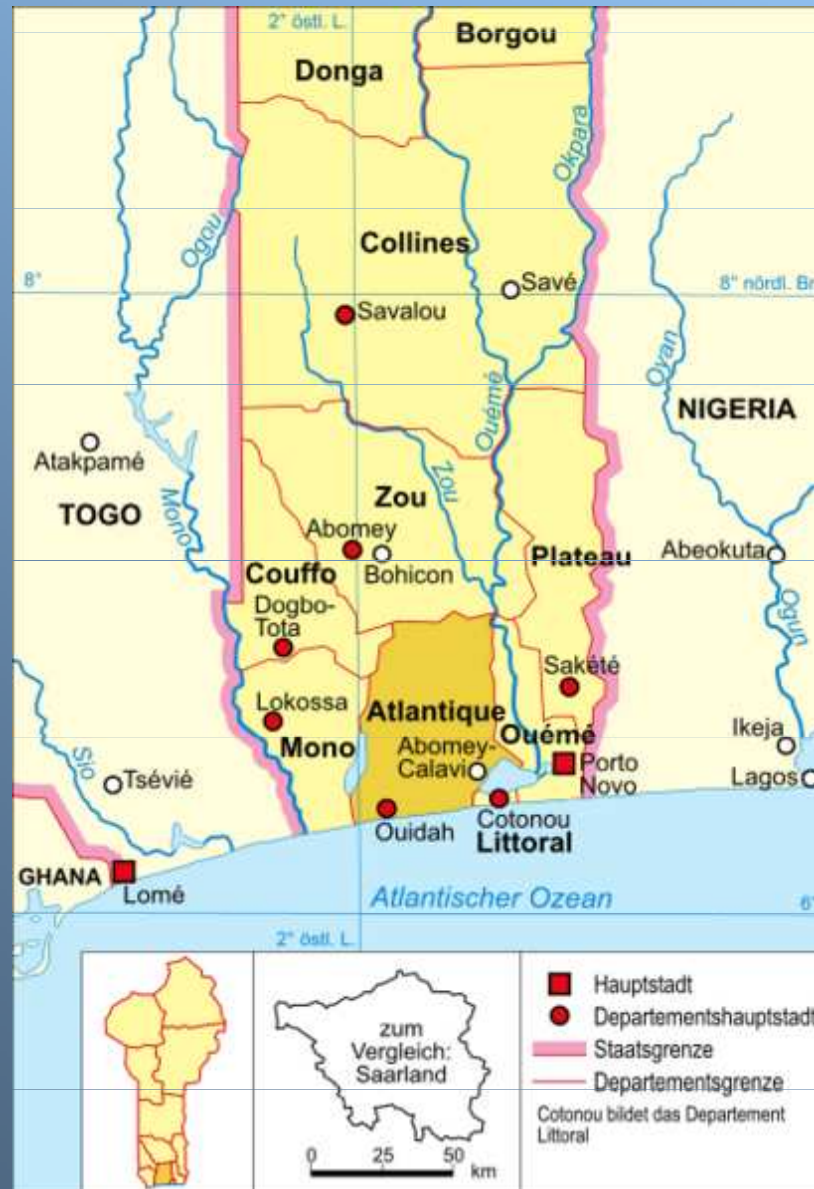 2° östl. L.
Borgou
Donga
Okpara
Ogou
Collines
8°
Savé
8° nördl. Br
Savalou
Oyan
Ouémé
NIGERIA
Atakpamé
Zou
Zou
TOGO
Mono
Abomey
Bohicon
Plateau
Abeokuta
Couffo
Dogbo-
Tota
Ogun
Sakété
Lokossa
Atlantique
Ouémé
Mono
Abomey-
Calavi
Ikeja
Sio
Tsévié
Porto
Novo
Lagos
Ouidah
Cotonou
Littoral
GHANA
Lomé
Atlantischer Ozean
6°
2° östl. L.
zum
Vergleich:
Saarland
0 25 50
km
Hauptstadt
Departementshauptstadt
Staatsgrenze
Departementsgrenze
Cotonou bildet das Departement
Littoral